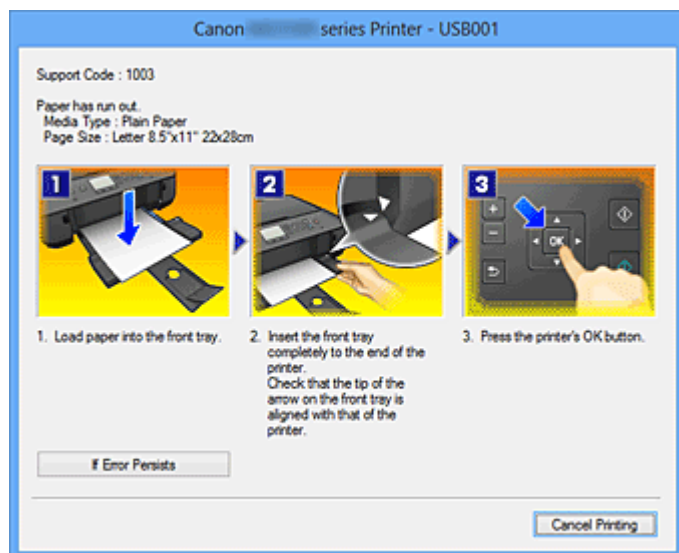 Canon series Printer - USB001
Support Code : 1003
Paper has run out.
Media Type : Plain Paper
Page Size : Letter 8.5"x11" 22x28cm
1
2
3
OK
1. Load paper into the front tray.
2. Insert the front tray
completely to the end of the
printer.
Check that the tip of the
arrow on the front tray is
aligned with that of the
printer.
3. Press the printer's OK button.
If Error Persists
Cancel Printing